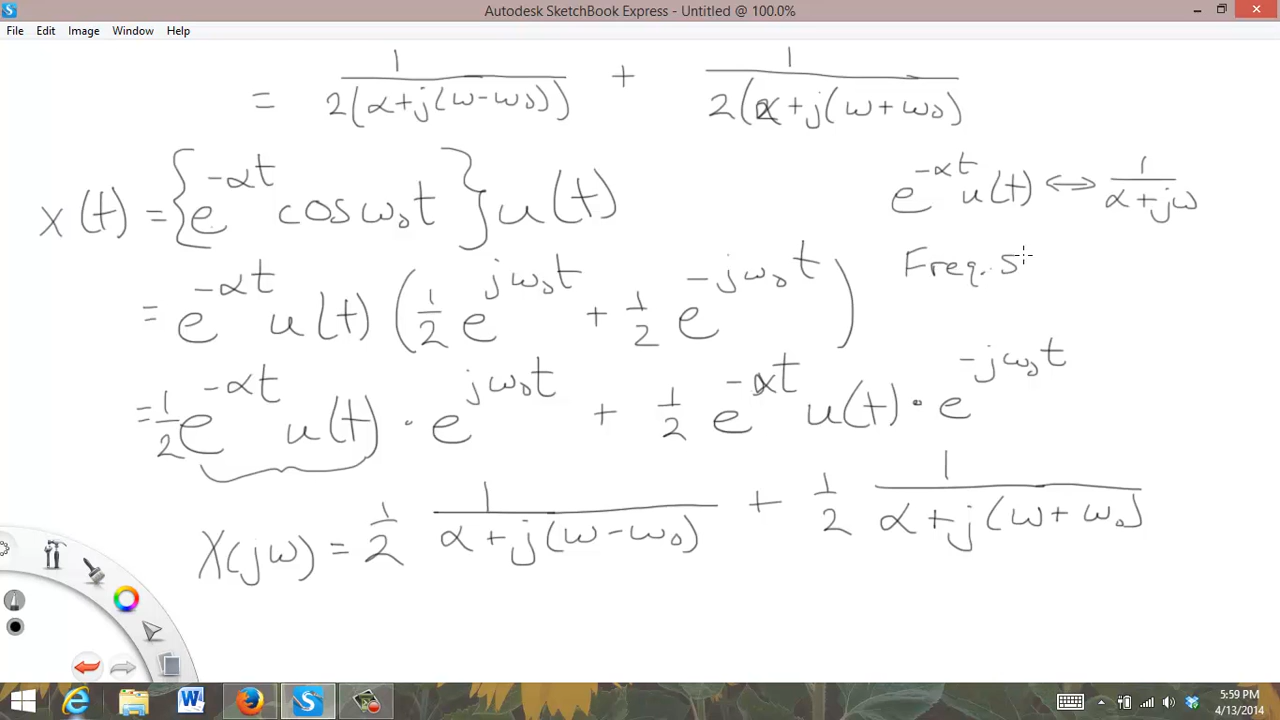 Autodesk SketchBook Express - Untitled @ 100.0%
File Edit Image Window Help
= 1/(2(α+j(ω-ω₀))) + 1/(2(α+j(ω+ω₀)))
x(t) = {e^{-αt} cos ω₀t} u(t)
e^{-αt} u(t) ⟺ 1/(α+jω)
Freq. S
= e^{-αt} u(t) (1/2 e^{jω₀t} + 1/2 e^{-jω₀t})
= 1/2 e^{-αt} u(t) · e^{jω₀t} + 1/2 e^{-αt} u(t) · e^{-jω₀t}
X(jω) = 1/2 1/(α+j(ω-ω₀)) + 1/2 1/(α+j(ω+ω₀))
5:59 PM
4/13/2014